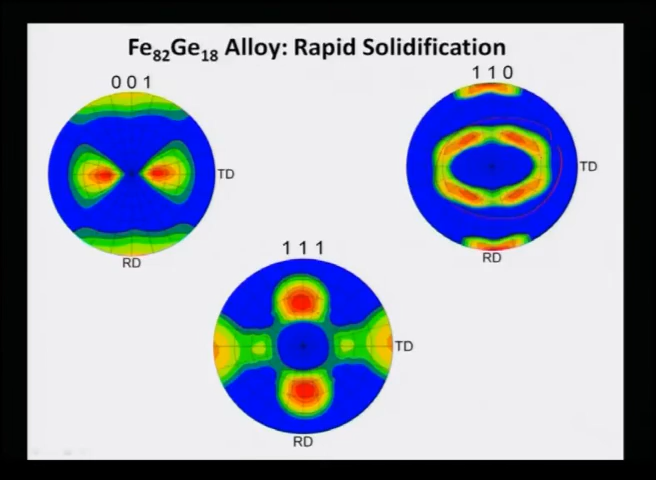 Fe₈₂Ge₁₈ Alloy: Rapid Solidification
0 0 1
1 1 0
TD
TD
RD
RD
1 1 1
TD
RD